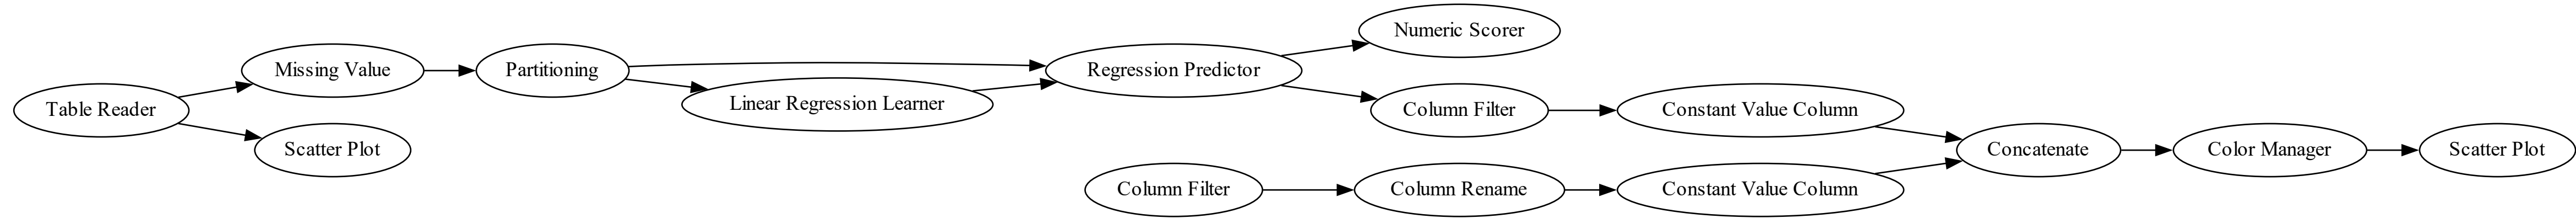 Table Reader
Missing Value
Scatter Plot
Partitioning
Linear Regression Learner
Regression Predictor
Numeric Scorer
Column Filter
Constant Value Column
Column Filter
Column Rename
Constant Value Column
Concatenate
Color Manager
Scatter Plot